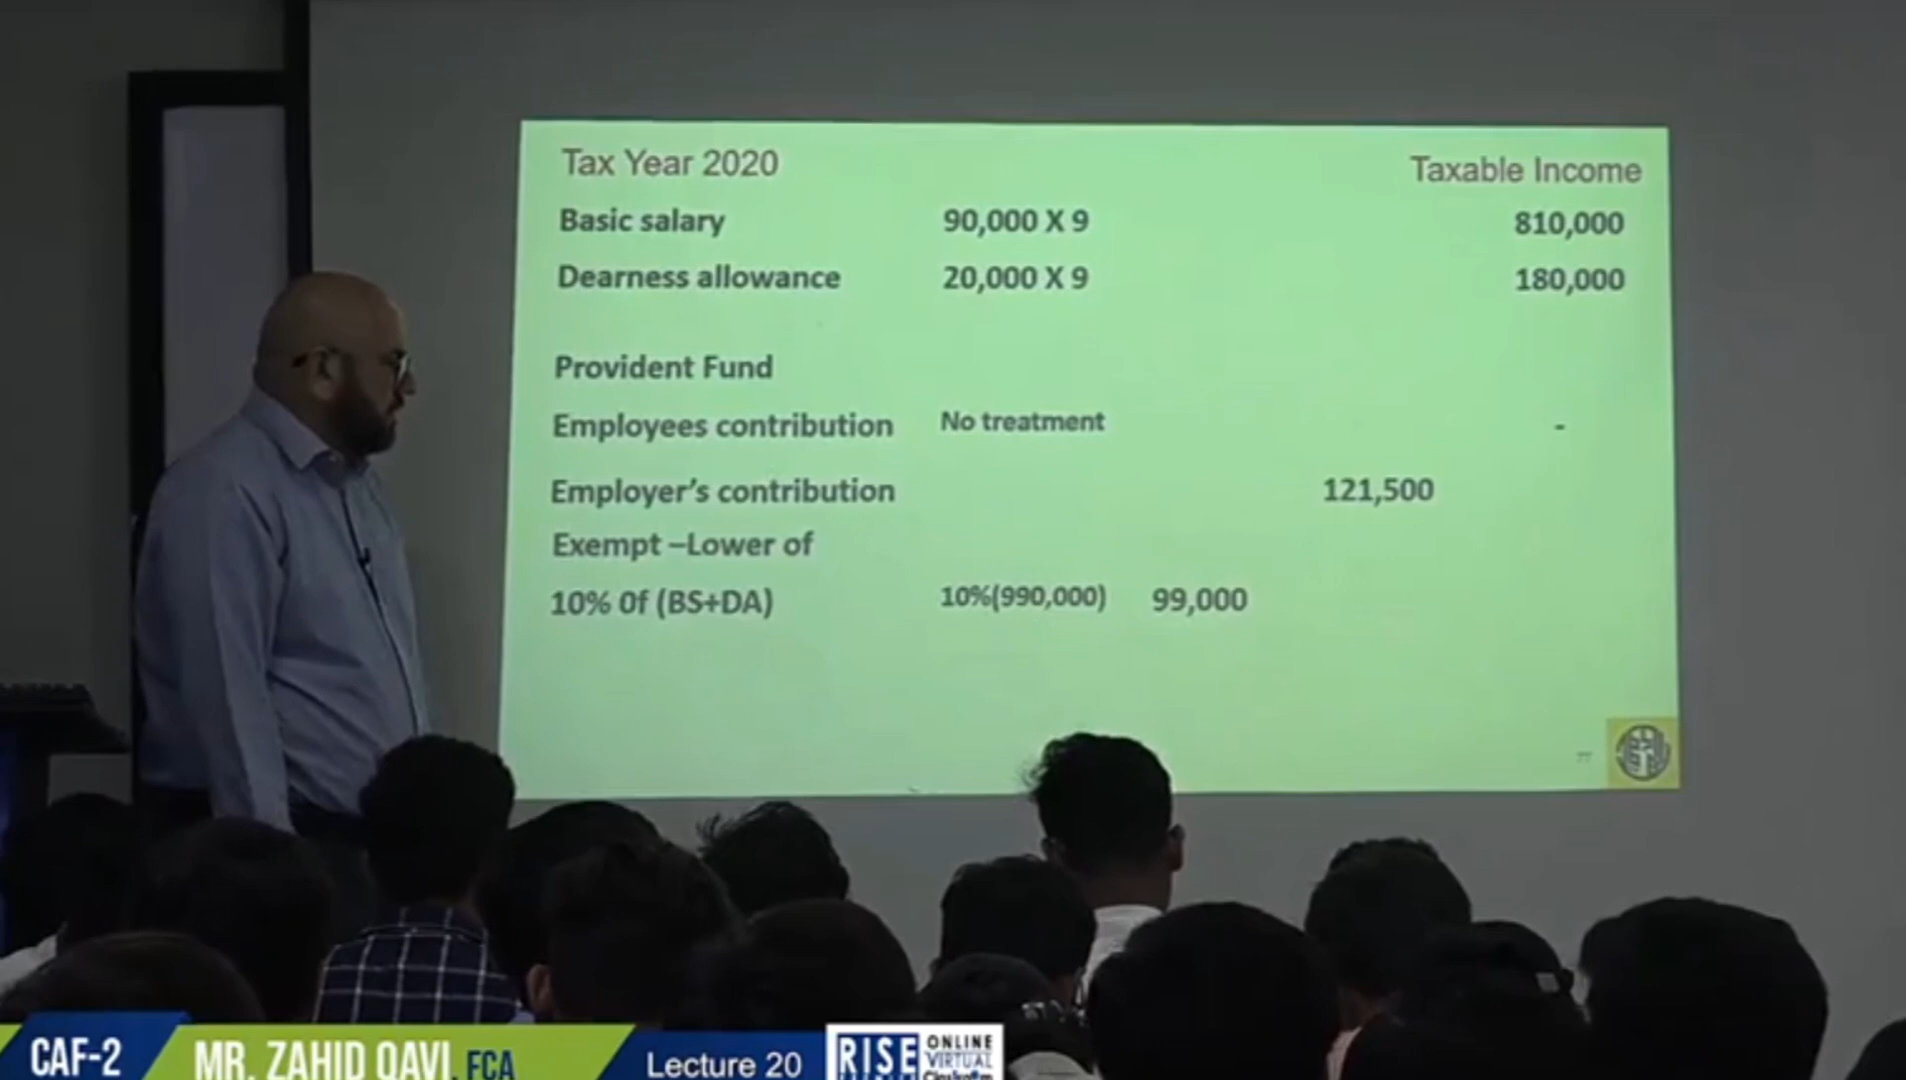 Tax Year 2020 Taxable Income
Basic salary 90,000 X 9 810,000
Dearness allowance 20,000 X 9 180,000
Provident Fund
Employees contribution No treatment -
Employer's contribution 121,500
Exempt –Lower of
10% 0f (BS+DA) 10%(990,000) 99,000
CAF-2 MR. ZAHID QAVI, FCA Lecture 20 RISE ONLINE
VIRTUAL